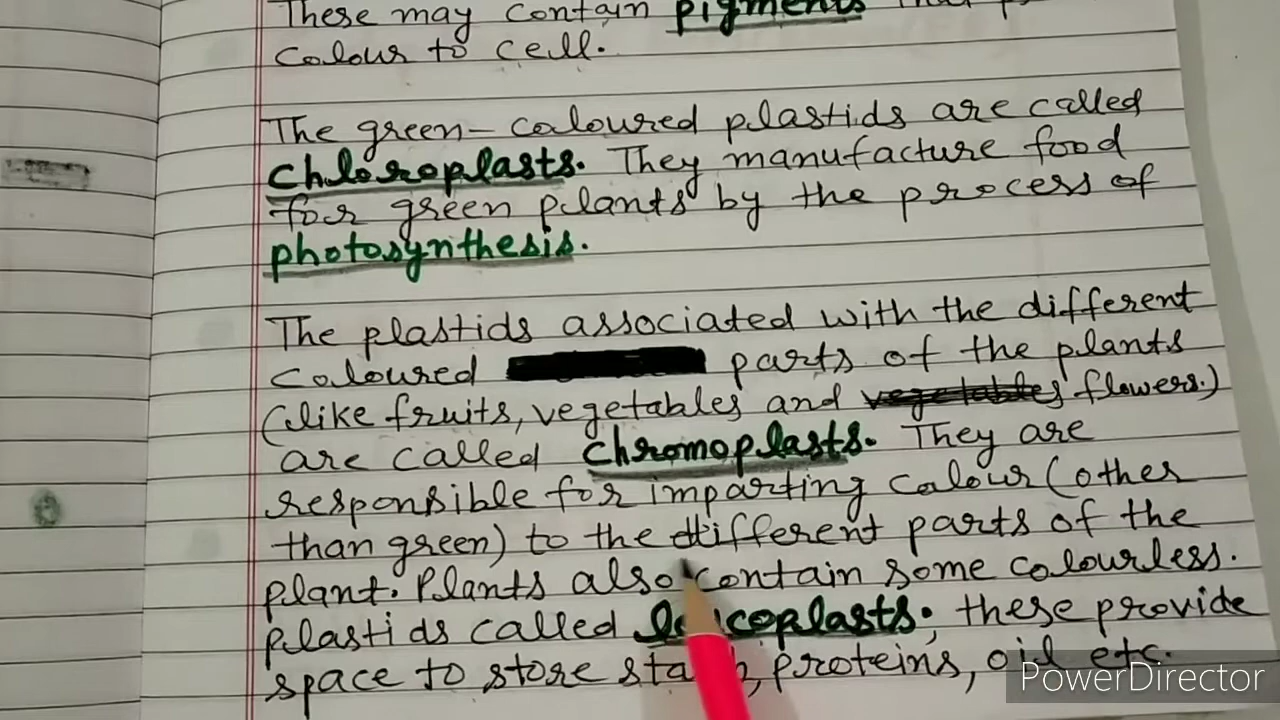 These may contain pigments
colour to cell.
The green-coloured plastids are called
chloroplasts. They manufacture food
for green plants by the process of
photosynthesis.
The plastids associated with the different
coloured parts of the plants
(like fruits, vegetables and vegetables flowers.)
are called chromoplasts. They are
responsible for imparting colour (other
than green) to the different parts of the
plant. Plants also contain some colourless.
plastids called leucoplasts; these provide
space to store starch, proteins, oil etc.
PowerDirector